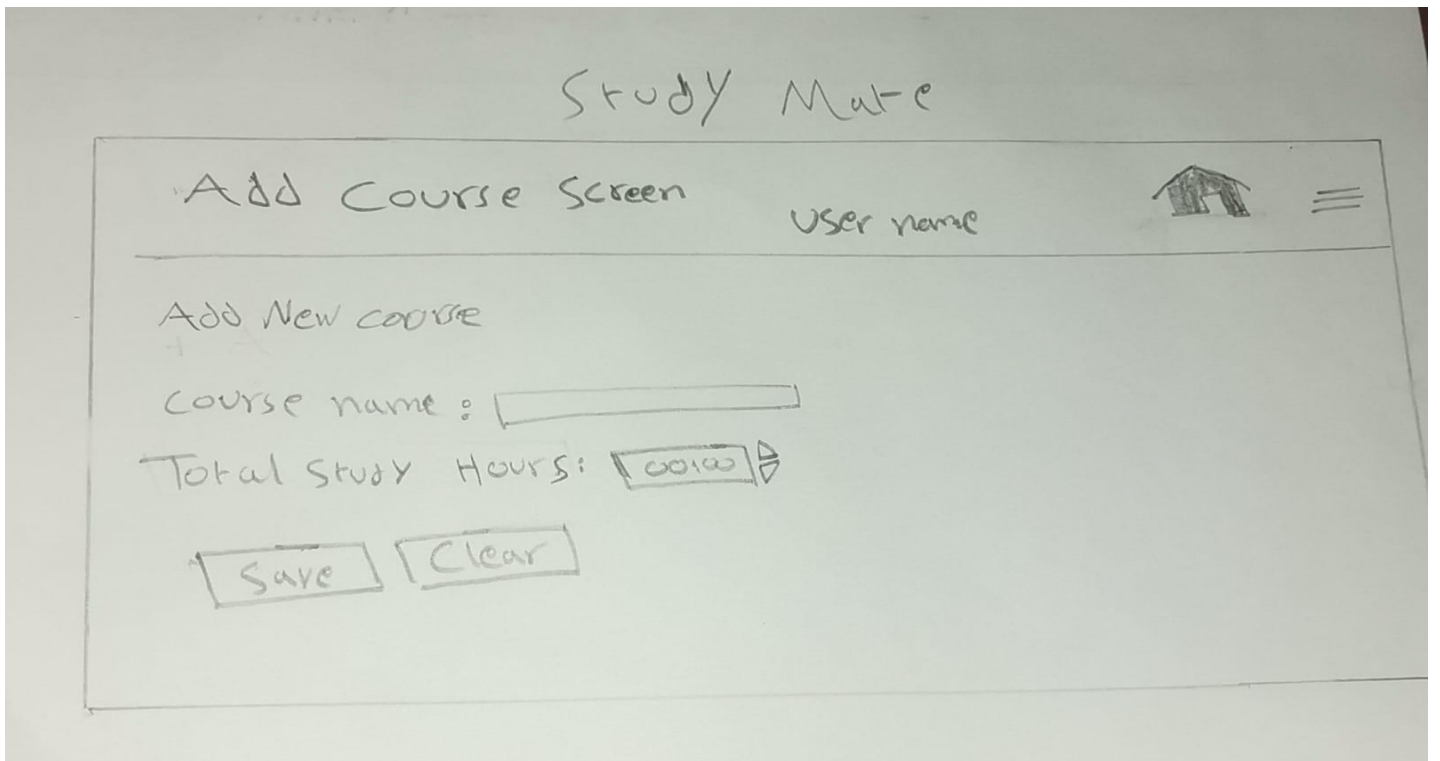 Study Mate
Add Course Screen
User name
Add New course
Course name :
Total Study Hours: 00:00
Save Clear